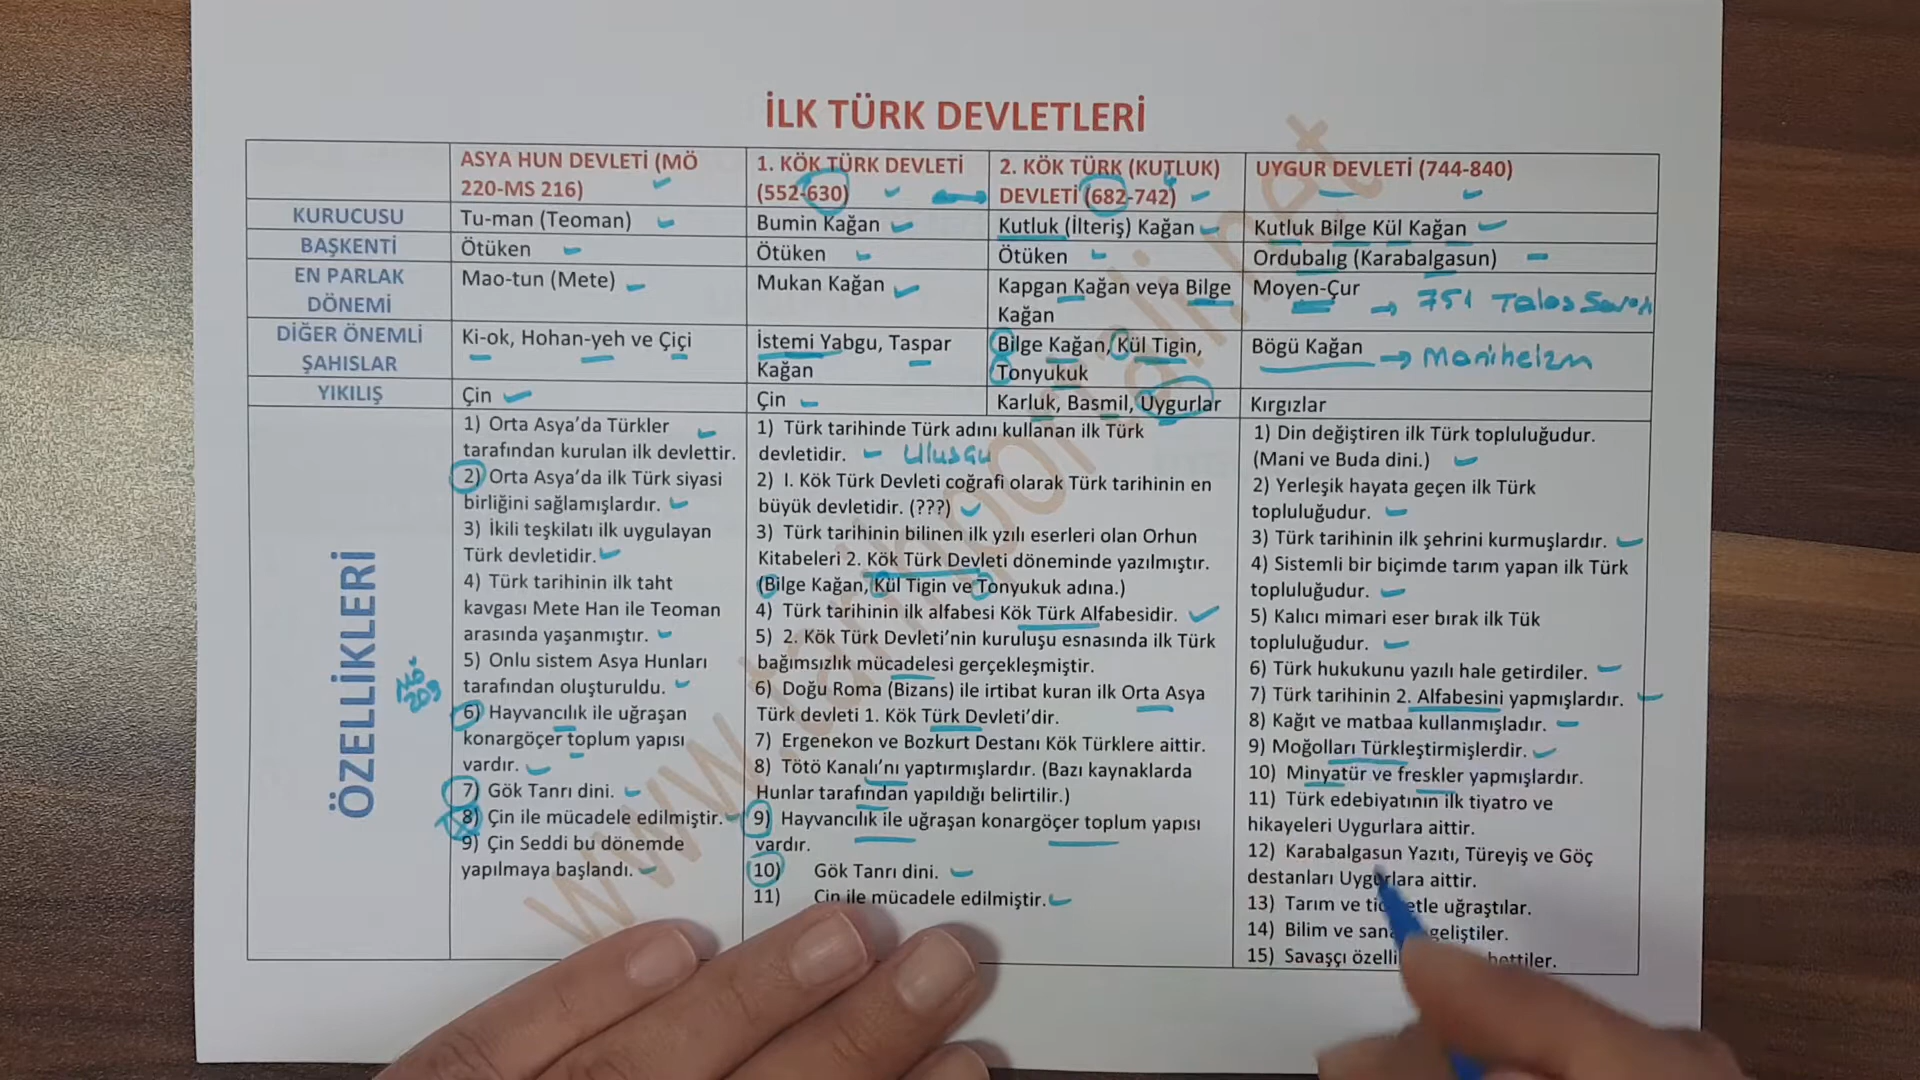 İLK TÜRK DEVLETLERİ
ASYA HUN DEVLETİ (MÖ
220-MS 216)
1. KÖK TÜRK DEVLETİ
(552-630)
2. KÖK TÜRK (KUTLUK)
DEVLETİ (682-742)
UYGUR DEVLETİ (744-840)
KURUCUSU
Tu-man (Teoman)
Bumin Kağan
Kutluk (İlteriş) Kağan
Kutluk Bilge Kül Kağan
BAŞKENTİ
Ötüken
Ötüken
Ötüken
Ordubalıg (Karabalgasun)
EN PARLAK
DÖNEMİ
Mao-tun (Mete)
Mukan Kağan
Kapgan Kağan veya Bilge
Kağan
Moyen-Çur
→ 751 Talas Savaşı
DİĞER ÖNEMLİ
ŞAHISLAR
Ki-ok, Hohan-yeh ve Çiçi
İstemi Yabgu, Taspar
Kağan
Bilge Kağan, Kül Tigin,
Tonyukuk
Bögü Kağan
→ Maniheizm
YIKILIŞ
Çin
Çin
Karluk, Basmil, Uygurlar
Kırgızlar
ÖZELLİKLERİ
1) Orta Asya’da Türkler
tarafından kurulan ilk devlettir.
2) Orta Asya’da ilk Türk siyasi
birliğini sağlamışlardır.
3) İkili teşkilatı ilk uygulayan
Türk devletidir.
4) Türk tarihinin ilk taht
kavgası Mete Han ile Teoman
arasında yaşanmıştır.
5) Onlu sistem Asya Hunları
tarafından oluşturuldu.
209
6) Hayvancılık ile uğraşan
konargöçer toplum yapısı
vardır.
7) Gök Tanrı dini.
8) Çin ile mücadele edilmiştir.
9) Çin Seddi bu dönemde
yapılmaya başlandı.
1) Türk tarihinde Türk adını kullanan ilk Türk
devletidir.
Ulusçu
2) I. Kök Türk Devleti coğrafi olarak Türk tarihinin en
büyük devletidir. (???)
3) Türk tarihinin bilinen ilk yzılı eserleri olan Orhun
Kitabeleri 2. Kök Türk Devleti döneminde yazılmıştır.
(Bilge Kağan, Kül Tigin ve Tonyukuk adına.)
4) Türk tarihinin ilk alfabesi Kök Türk Alfabesidir.
5) 2. Kök Türk Devleti’nin kuruluşu esnasında ilk Türk
bağımsızlık mücadelesi gerçekleşmiştir.
6) Doğu Roma (Bizans) ile irtibat kuran ilk Orta Asya
Türk devleti 1. Kök Türk Devleti’dir.
7) Ergenekon ve Bozkurt Destanı Kök Türklere aittir.
8) Tötö Kanalı’nı yaptırmışlardır. (Bazı kaynaklarda
Hunlar tarafından yapıldığı belirtilir.)
9) Hayvancılık ile uğraşan konargöçer toplum yapısı
vardır.
10) Gök Tanrı dini.
11) Çin ile mücadele edilmiştir.
1) Din değiştiren ilk Türk topluluğudur.
(Mani ve Buda dini.)
2) Yerleşik hayata geçen ilk Türk
topluluğudur.
3) Türk tarihinin ilk şehrini kurmuşlardır.
4) Sistemli bir biçimde tarım yapan ilk Türk
topluluğudur.
5) Kalıcı mimari eser bırak ilk Tük
topluluğudur.
6) Türk hukukunu yazılı hale getirdiler.
7) Türk tarihinin 2. Alfabesini yapmışlardır.
8) Kağıt ve matbaa kullanmışladır.
9) Moğolları Türkleştirmişlerdir.
10) Minyatür ve freskler yapmışlardır.
11) Türk edebiyatının ilk tiyatro ve
hikayeleri Uygurlara aittir.
12) Karabalgasun Yazıtı, Türeyiş ve Göç
destanları Uygurlara aittir.
13) Tarım ve uğraştılar.
14) Bilim ve geliştiler.
15) Savaşçı